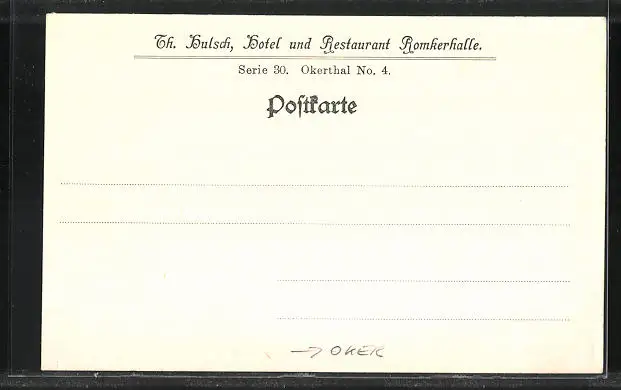 Th. Hulsch, Hotel und Restaurant Romkerhalle.
Serie 30. Okerthal No. 4.
Postkarte
→ OKER